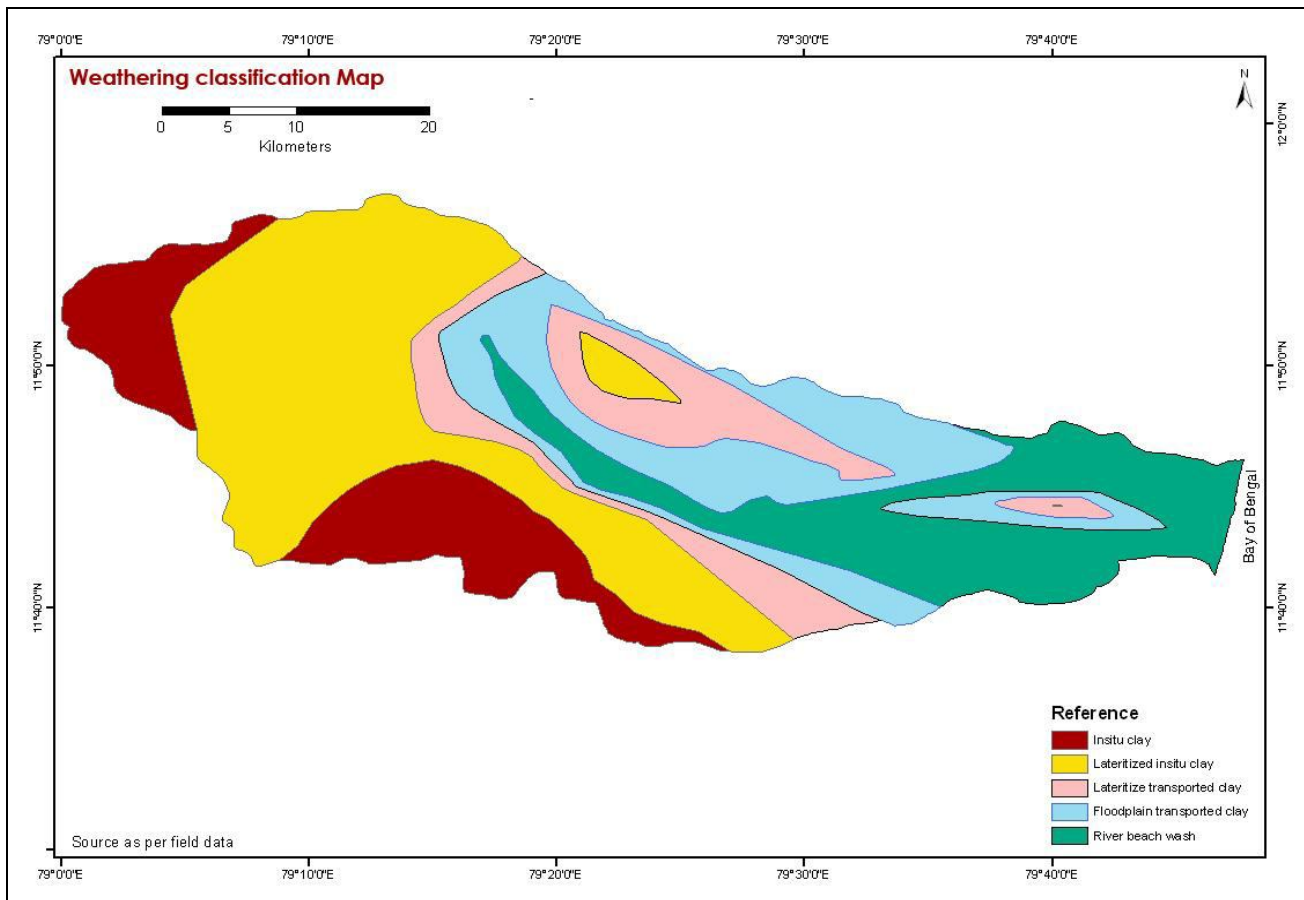 79°0'0"E 79°10'0"E 79°20'0"E 79°30'0"E 79°40'0"E
Weathering classification Map
N
0 5 10 20
Kilometers
12°0'0"N
11°50'0"N 11°50'0"N
Bay of Bengal
11°40'0"N 11°40'0"N
Reference
Insitu clay
Lateritized insitu clay
Lateritize transported clay
Floodplain transported clay
River beach wash
Source as per field data
79°0'0"E 79°10'0"E 79°20'0"E 79°30'0"E 79°40'0"E